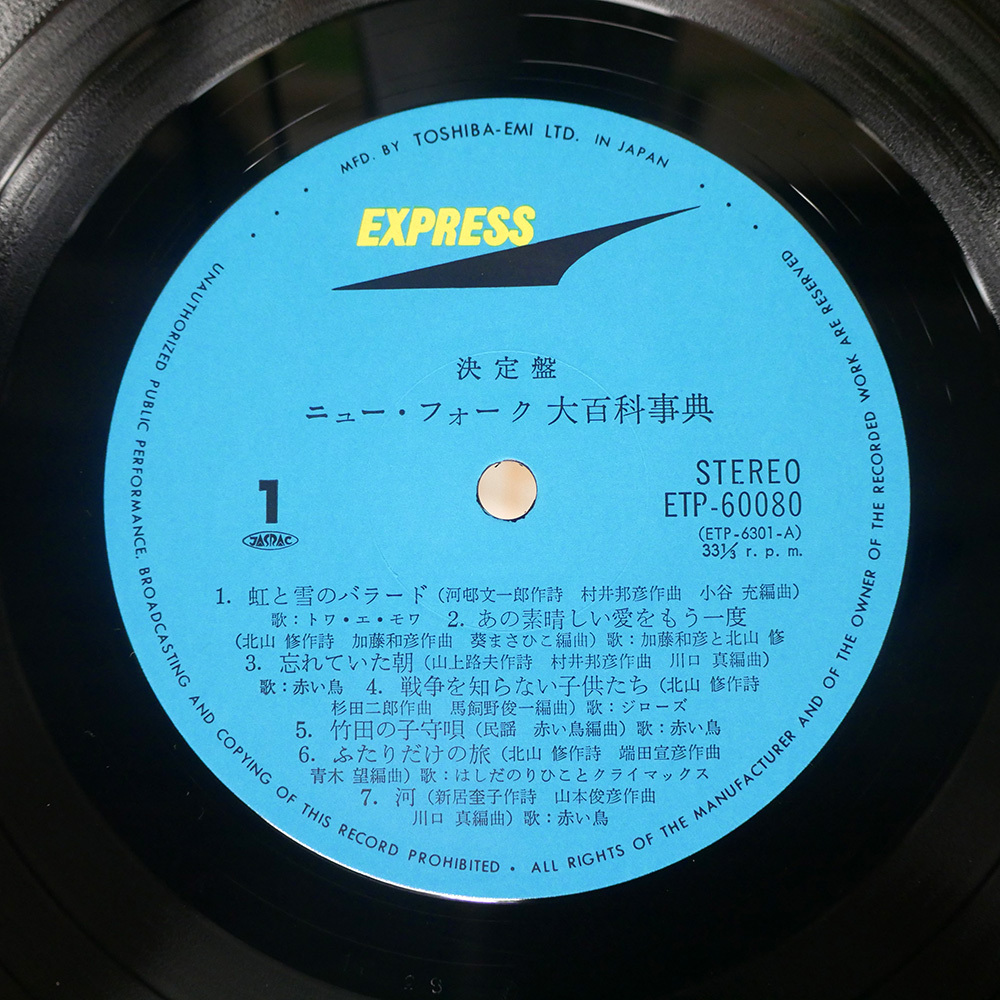 MFD. BY TOSHIBA-EMI LTD. IN JAPAN
EXPRESS
決定盤
ニュー・フォーク 大百科事典
1
JASRAC
STEREO
ETP-60080
(ETP-6301-A)
33⅓ r. p. m.
1. 虹と雪のバラード (河邨文一郎作詩 村井邦彦作曲 小谷 充編曲)
歌：トワ・エ・モワ 2. あの素晴しい愛をもう一度
(北山 修作詩 加藤和彦作曲 葵まさひこ編曲) 歌：加藤和彦と北山 修
3. 忘れていた朝 (山上路夫作詩 村井邦彦作曲 川口 真編曲)
歌：赤い鳥 4. 戦争を知らない子供たち (北山 修作詩
杉田二郎作曲 馬飼野俊一編曲) 歌：ジローズ
5. 竹田の子守唄 (民謡 赤い鳥編曲) 歌：赤い鳥
6. ふたりだけの旅 (北山 修作詩 端田宣彦作曲
青木 望編曲) 歌：はしだのりひことクライマックス
7. 河 (新居奎子作詩 山本俊彦作曲
川口 真編曲) 歌：赤い鳥
UNAUTHORIZED PUBLIC PERFORMANCE, BROADCASTING AND COPYING OF THIS RECORD PROHIBITED • ALL RIGHTS OF THE MANUFACTURER AND OF THE OWNER OF THE RECORDED WORK ARE RESERVED